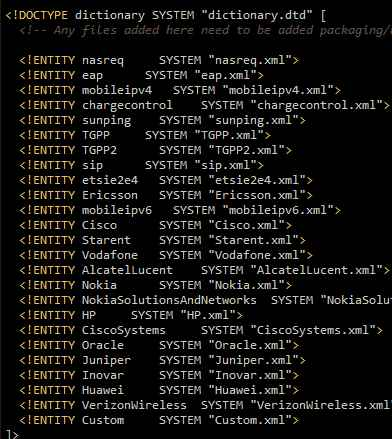 <!DOCTYPE dictionary SYSTEM "dictionary.dtd" [
<!-- Any files added here need to be added packaging/
<!ENTITY nasreq     SYSTEM "nasreq.xml">
<!ENTITY eap      SYSTEM "eap.xml">
<!ENTITY mobileipv4   SYSTEM "mobileipv4.xml">
<!ENTITY chargecontrol   SYSTEM "chargecontrol.xml">
<!ENTITY sunping    SYSTEM "sunping.xml">
<!ENTITY TGPP     SYSTEM "TGPP.xml">
<!ENTITY TGPP2     SYSTEM "TGPP2.xml">
<!ENTITY sip      SYSTEM "sip.xml">
<!ENTITY etsie2e4    SYSTEM "etsie2e4.xml">
<!ENTITY Ericsson    SYSTEM "Ericsson.xml">
<!ENTITY mobileipv6   SYSTEM "mobileipv6.xml">
<!ENTITY Cisco     SYSTEM "Cisco.xml">
<!ENTITY Starent    SYSTEM "Starent.xml">
<!ENTITY Vodafone    SYSTEM "Vodafone.xml">
<!ENTITY AlcatelLucent    SYSTEM "AlcatelLucent.xml">
<!ENTITY Nokia     SYSTEM "Nokia.xml">
<!ENTITY NokiaSolutionsAndNetworks  SYSTEM "NokiaSolu
<!ENTITY HP     SYSTEM "HP.xml">
<!ENTITY CiscoSystems    SYSTEM "CiscoSystems.xml">
<!ENTITY Oracle     SYSTEM "Oracle.xml">
<!ENTITY Juniper    SYSTEM "Juniper.xml">
<!ENTITY Inovar     SYSTEM "Inovar.xml">
<!ENTITY Huawei     SYSTEM "Huawei.xml">
<!ENTITY VerizonWireless  SYSTEM "VerizonWireless.xml
<!ENTITY Custom     SYSTEM "Custom.xml">
]>